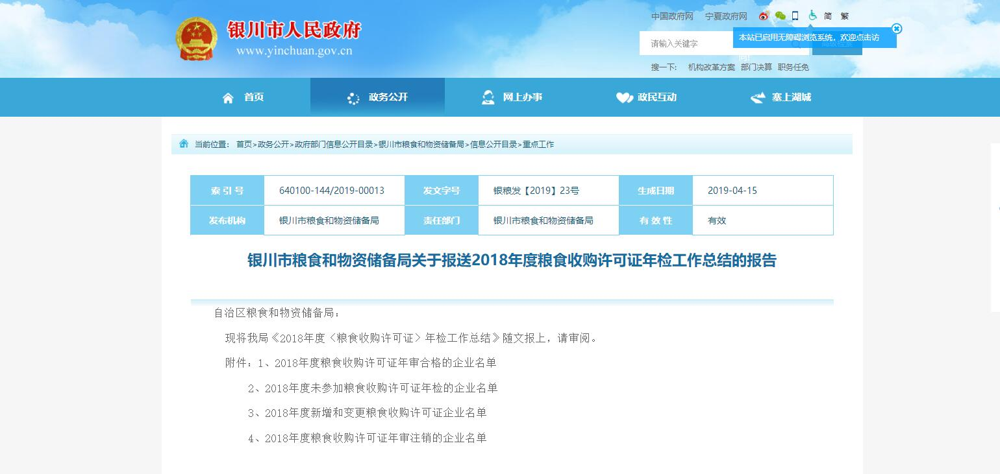 中国政府网 宁夏政府网 简 繁
银川市人民政府
www.yinchuan.gov.cn
请输入关键字
本站已启用无障碍浏览系统，欢迎点击访
问!
高级检索
搜一下: 机构改革方案 部门决算 职务任免
首页 政务公开 网上办事 政民互动 塞上湖城
当前位置: 首页>政务公开>政府部门信息公开目录>银川市粮食和物资储备局>信息公开目录>重点工作
索 引 号 640100-144/2019-00013 发文字号 银粮发【2019】23号 生成日期 2019-04-15
发布机构 银川市粮食和物资储备局 责任部门 银川市粮食和物资储备局 有 效 性 有效
银川市粮食和物资储备局关于报送2018年度粮食收购许可证年检工作总结的报告
自治区粮食和物资储备局：
现将我局《2018年度〈粮食收购许可证〉年检工作总结》随文报上，请审阅。
附件：1、2018年度粮食收购许可证年审合格的企业名单
2、2018年度未参加粮食收购许可证年检的企业名单
3、2018年度新增和变更粮食收购许可证企业名单
4、2018年度粮食收购许可证年审注销的企业名单